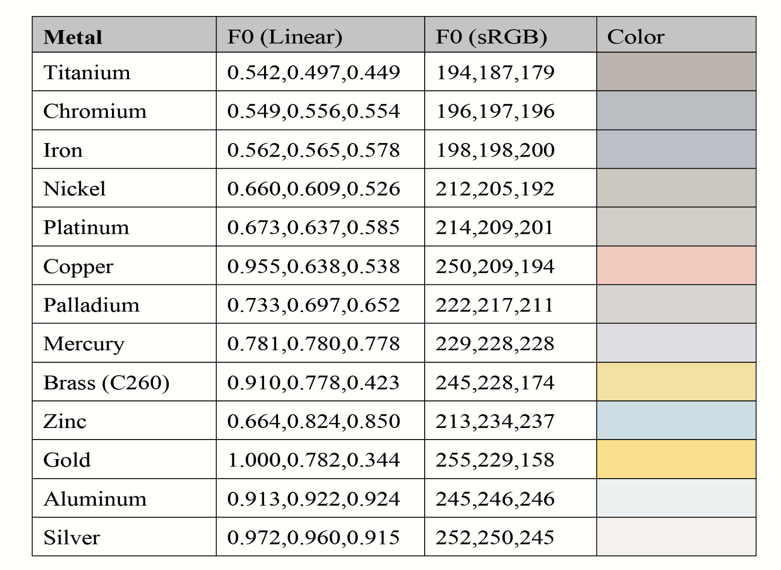 Metal F0 (Linear) F0 (sRGB) Color
Titanium 0.542,0.497,0.449 194,187,179
Chromium 0.549,0.556,0.554 196,197,196
Iron 0.562,0.565,0.578 198,198,200
Nickel 0.660,0.609,0.526 212,205,192
Platinum 0.673,0.637,0.585 214,209,201
Copper 0.955,0.638,0.538 250,209,194
Palladium 0.733,0.697,0.652 222,217,211
Mercury 0.781,0.780,0.778 229,228,228
Brass (C260) 0.910,0.778,0.423 245,228,174
Zinc 0.664,0.824,0.850 213,234,237
Gold 1.000,0.782,0.344 255,229,158
Aluminum 0.913,0.922,0.924 245,246,246
Silver 0.972,0.960,0.915 252,250,245